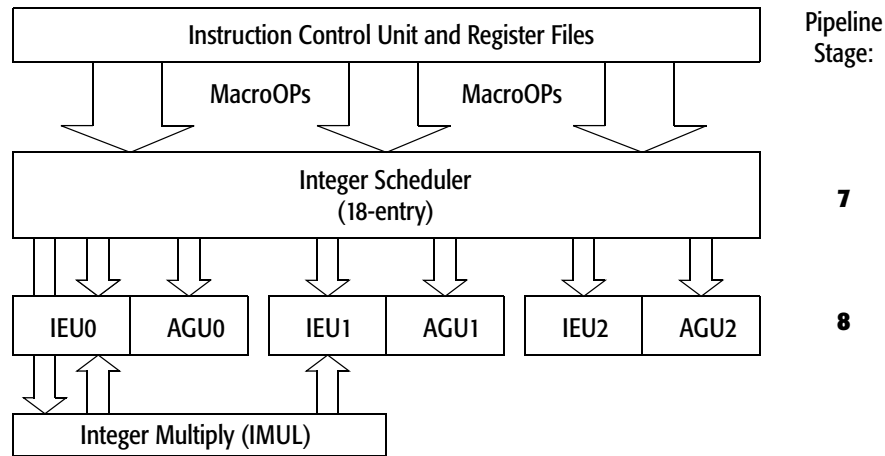 Instruction Control Unit and Register Files
Pipeline
Stage:
MacroOPs
MacroOPs
Integer Scheduler
(18-entry)
7
IEU0
AGU0
IEU1
AGU1
IEU2
AGU2
8
Integer Multiply (IMUL)